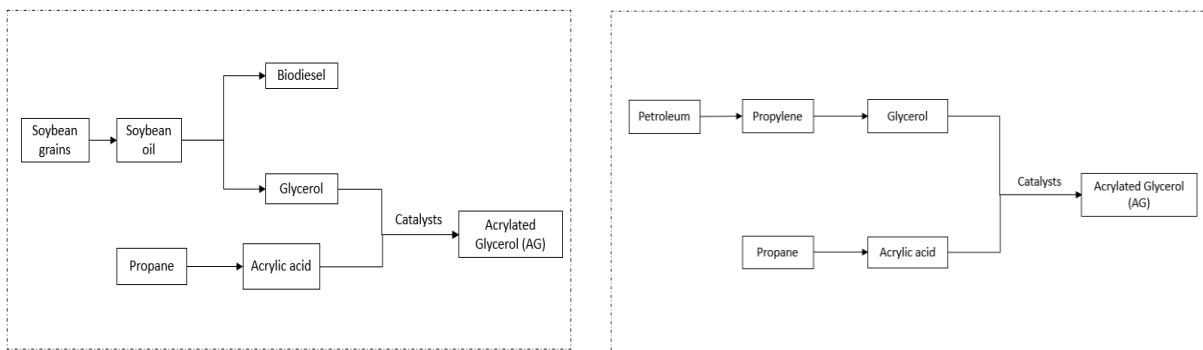 Biodiesel
Soybean
grains
Soybean
oil
Glycerol
Catalysts
Acrylated
Glycerol (AG)
Propane
Acrylic acid
Petroleum
Propylene
Glycerol
Catalysts
Acrylated Glycerol
(AG)
Propane
Acrylic acid